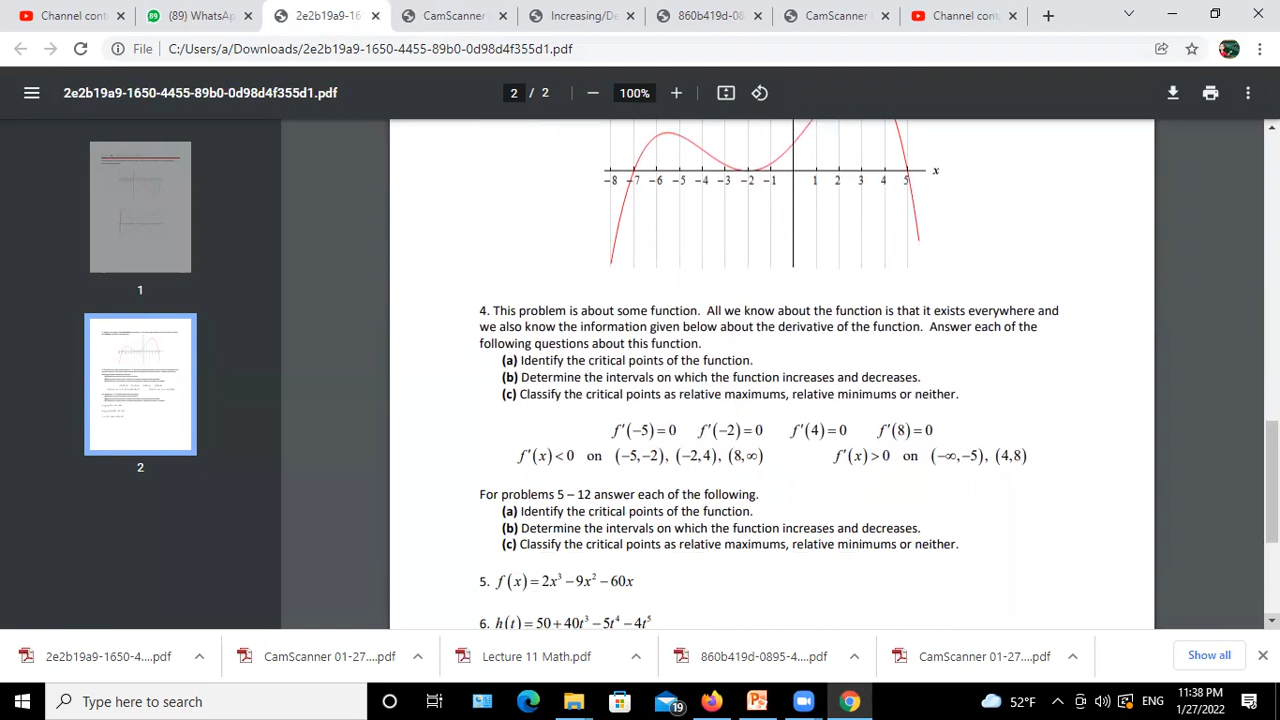 Channel cont
(89) WhatsAp
2e2b19a9-16
CamScanner
Increasing/De
860b419d-08
CamScanner
Channel cont
File C:/Users/a/Downloads/2e2b19a9-1650-4455-89b0-0d98d4f355d1.pdf
2e2b19a9-1650-4455-89b0-0d98d4f355d1.pdf
2 / 2
100%
1
2
-8 -7 -6 -5 -4 -3 -2 -1 1 2 3 4 5 x
4. This problem is about some function. All we know about the function is that it exists everywhere and
we also know the information given below about the derivative of the function. Answer each of the
following questions about this function.
(a) Identify the critical points of the function.
(b) Determine the intervals on which the function increases and decreases.
(c) Classify the critical points as relative maximums, relative minimums or neither.
f′(−5)=0 f′(−2)=0 f′(4)=0 f′(8)=0
f′(x)<0 on (−5,−2), (−2,4), (8,∞) f′(x)>0 on (−∞,−5), (4,8)
For problems 5 – 12 answer each of the following.
(a) Identify the critical points of the function.
(b) Determine the intervals on which the function increases and decreases.
(c) Classify the critical points as relative maximums, relative minimums or neither.
5. f(x)=2x³−9x²−60x
6. h(t)=50+40t³−5t⁴−4t⁵
2e2b19a9-1650-4....pdf
CamScanner 01-27....pdf
Lecture 11 Math.pdf
860b419d-0895-4....pdf
CamScanner 01-27....pdf
Show all
Type here to search
19
52°F
ENG
11:38 PM
1/27/2022